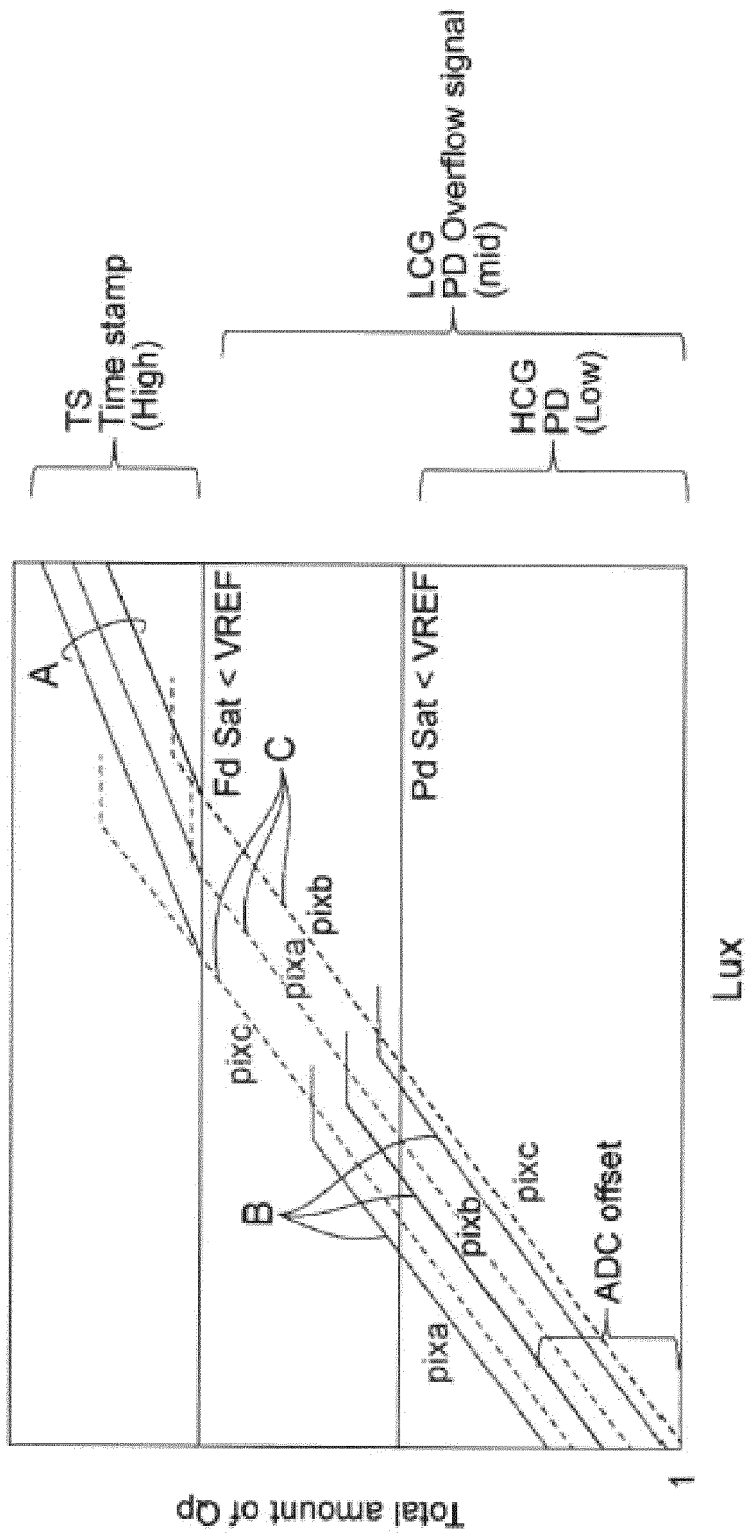 TS
Time stamp
(High)
LCG
PD Overflow signal
(mid)
HCG
PD
(Low)
A
Fd Sat < VREF
C
pixc
pixa
pixb
Pd Sat < VREF
B
pixa
pixb
pixc
ADC offset
1
Lux
Total amount of Qp